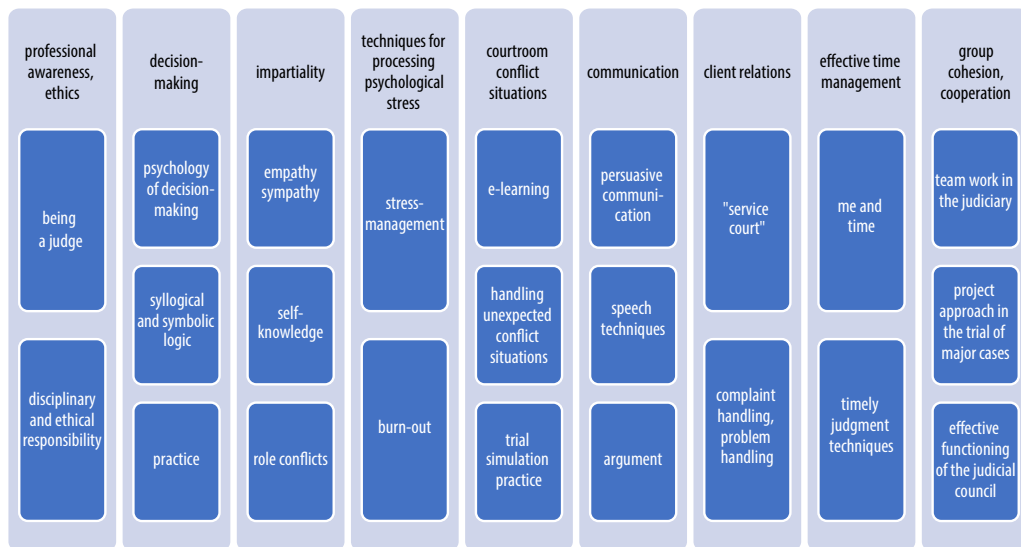 professional
awareness,
ethics
being
a judge
disciplinary
and ethical
responsibility
decision-
making
psychology
of decision-
making
syllogical
and symbolic
logic
practice
impartiality
empathy
sympathy
self-
knowledge
role conflicts
techniques for
processing
psychological
stress
stress-
management
burn-out
courtroom
conflict
situations
e-learning
handling
unexpected
conflict
situations
trial
simulation
practice
communication
persuasive
communi-
cation
speech
techniques
argument
client relations
"service
court"
complaint
handling,
problem
handling
effective time
management
me and
time
timely
judgment
techniques
group
cohesion,
cooperation
team work in
the judiciary
project
approach in
the trial of
major cases
effective
functioning
of the judicial
council